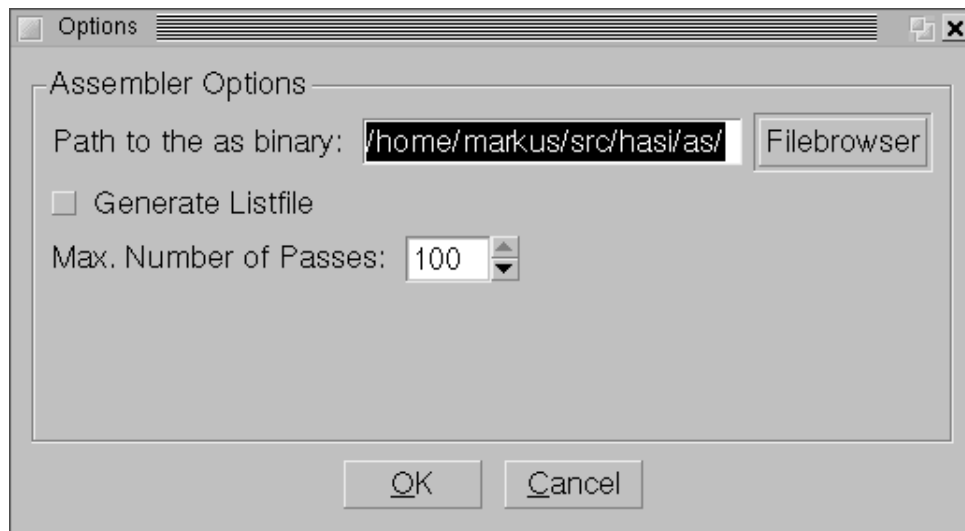 Options
Assembler Options
Path to the as binary: /home/markus/src/hasi/as/ Filebrowser
Generate Listfile
Max. Number of Passes: 100
OK Cancel